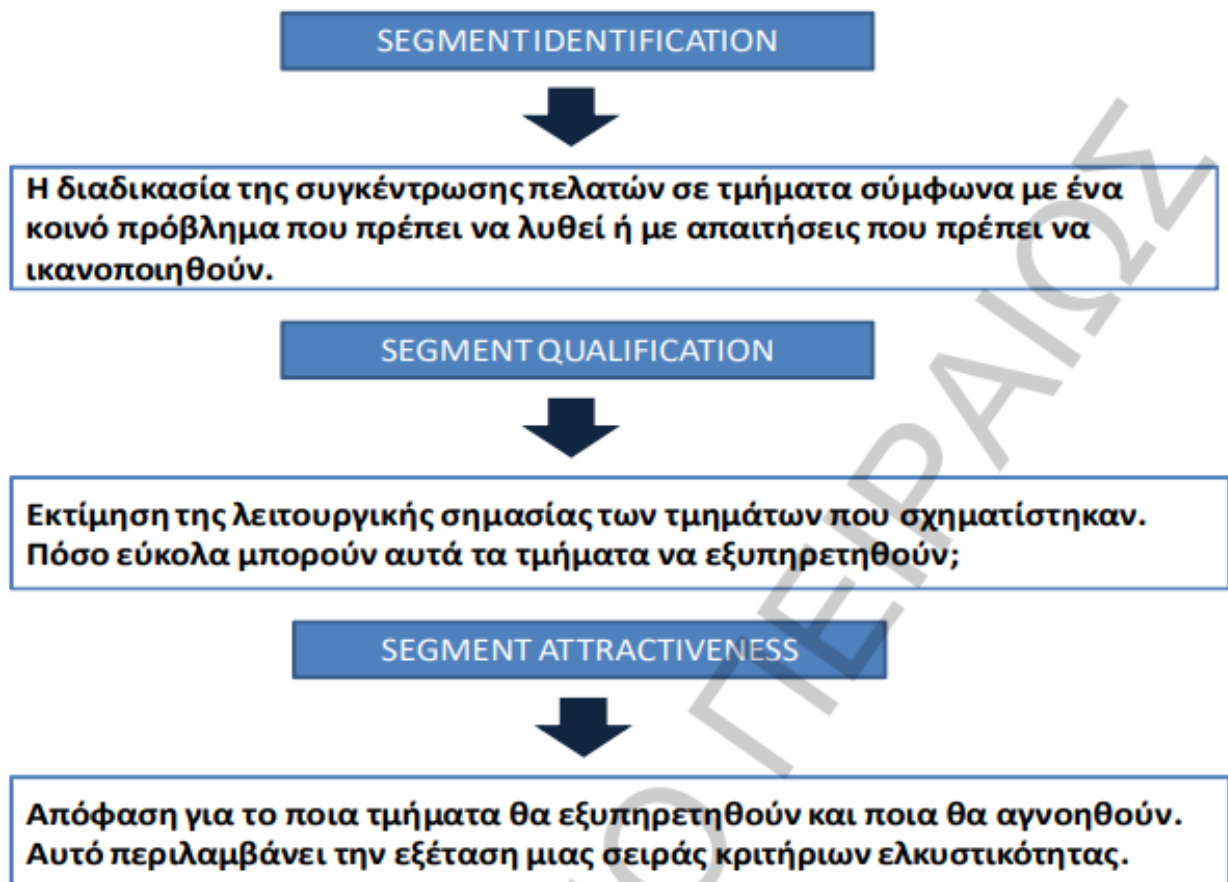 SEGMENT IDENTIFICATION
Η διαδικασία της συγκέντρωσης πελατών σε τμήματα σύμφωνα με ένα
κοινό πρόβλημα που πρέπει να λυθεί ή με απαιτήσεις που πρέπει να
ικανοποιηθούν.
SEGMENT QUALIFICATION
Εκτίμηση της λειτουργικής σημασίας των τμημάτων που σχηματίστηκαν.
Πόσο εύκολα μπορούν αυτά τα τμήματα να εξυπηρετηθούν;
SEGMENT ATTRACTIVENESS
Απόφαση για το ποια τμήματα θα εξυπηρετηθούν και ποια θα αγνοηθούν.
Αυτό περιλαμβάνει την εξέταση μιας σειράς κριτήριων ελκυστικότητας.
Ο ΠΕΙΡΑΙΩΣ